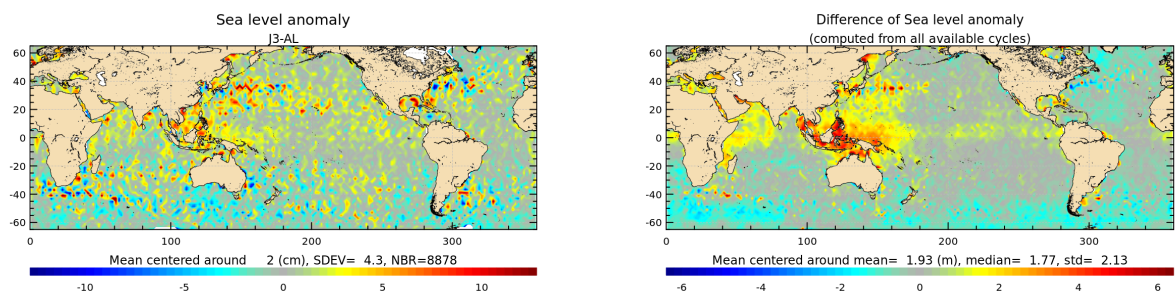 Sea level anomaly
J3-AL
60
40
20
0
-20
-40
-60
0 100 200 300
Mean centered around 2 (cm), SDEV= 4.3, NBR=8878
-10 -5 0 5 10
Difference of Sea level anomaly
(computed from all available cycles)
60
40
20
0
-20
-40
-60
0 100 200 300
Mean centered around mean= 1.93 (m), median= 1.77, std= 2.13
-6 -4 -2 0 2 4 6